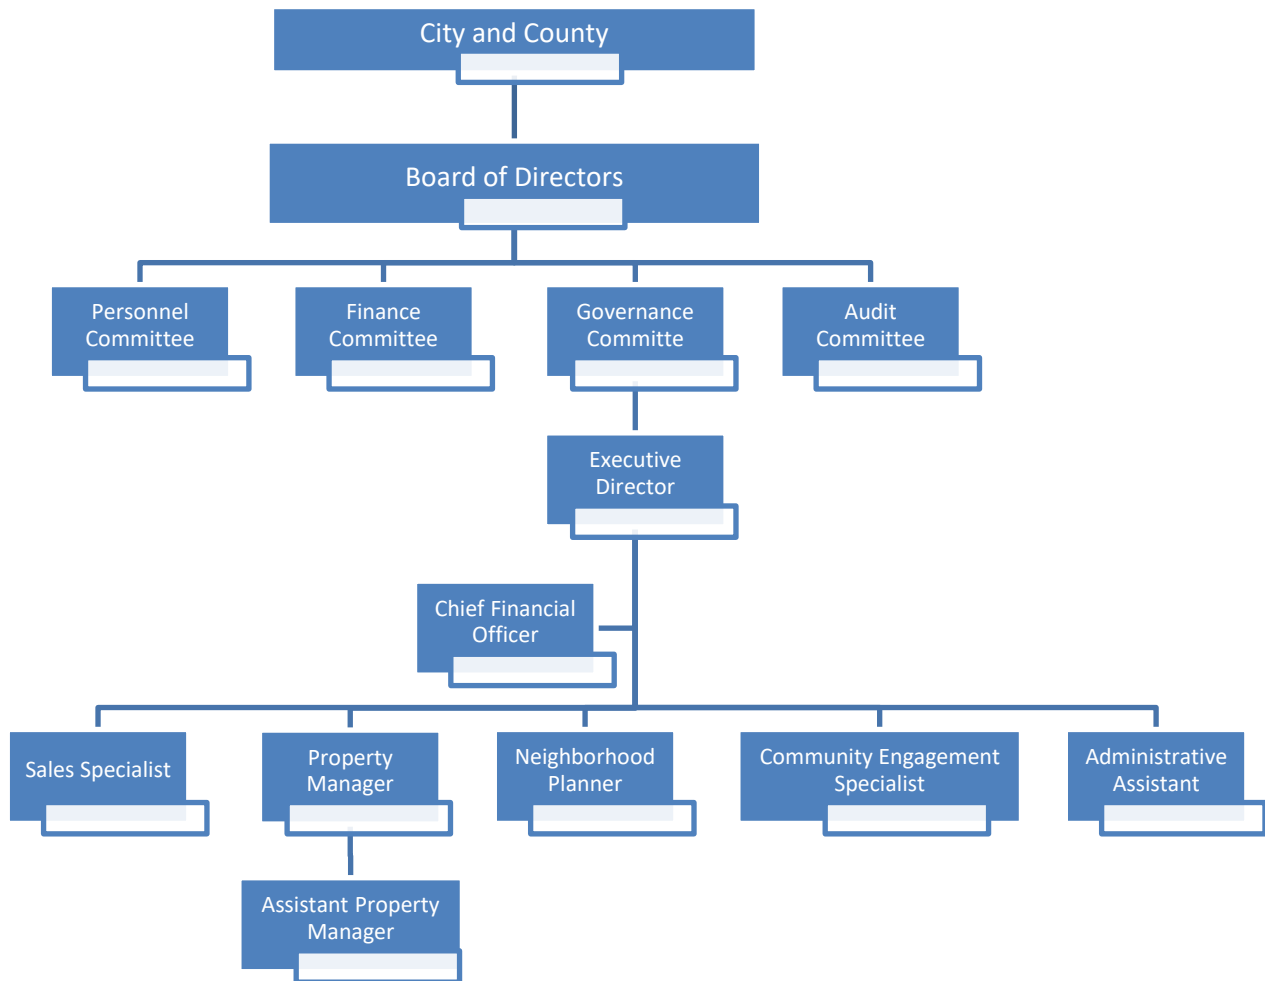 City and County
Board of Directors
Personnel
Committee
Finance
Committee
Governance
Committe
Audit
Committee
Executive
Director
Chief Financial
Officer
Sales Specialist
Property
Manager
Neighborhood
Planner
Community Engagement
Specialist
Administrative
Assistant
Assistant Property
Manager